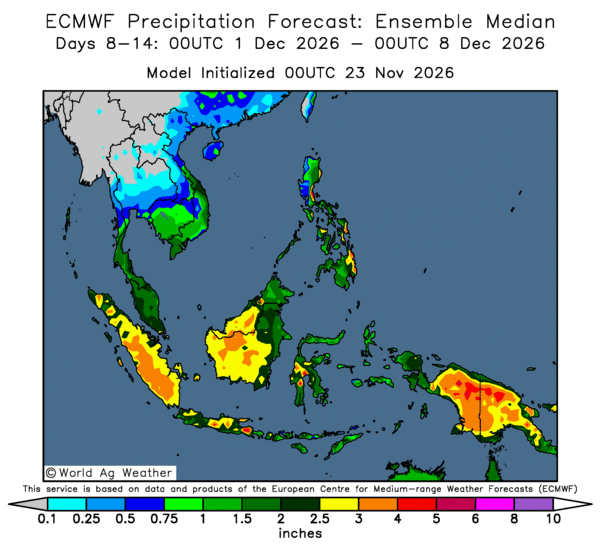 ECMWF Precipitation Forecast: Ensemble Median
Days 8–14: 00UTC 1 Dec 2026 – 00UTC 8 Dec 2026
Model Initialized 00UTC 23 Nov 2026
© World Ag Weather
This service is based on data and products of the European Centre for Medium-range Weather Forecasts (ECMWF)
0.1 0.25 0.5 0.75 1 1.5 2 2.5 3 4 5 6 8 10
inches